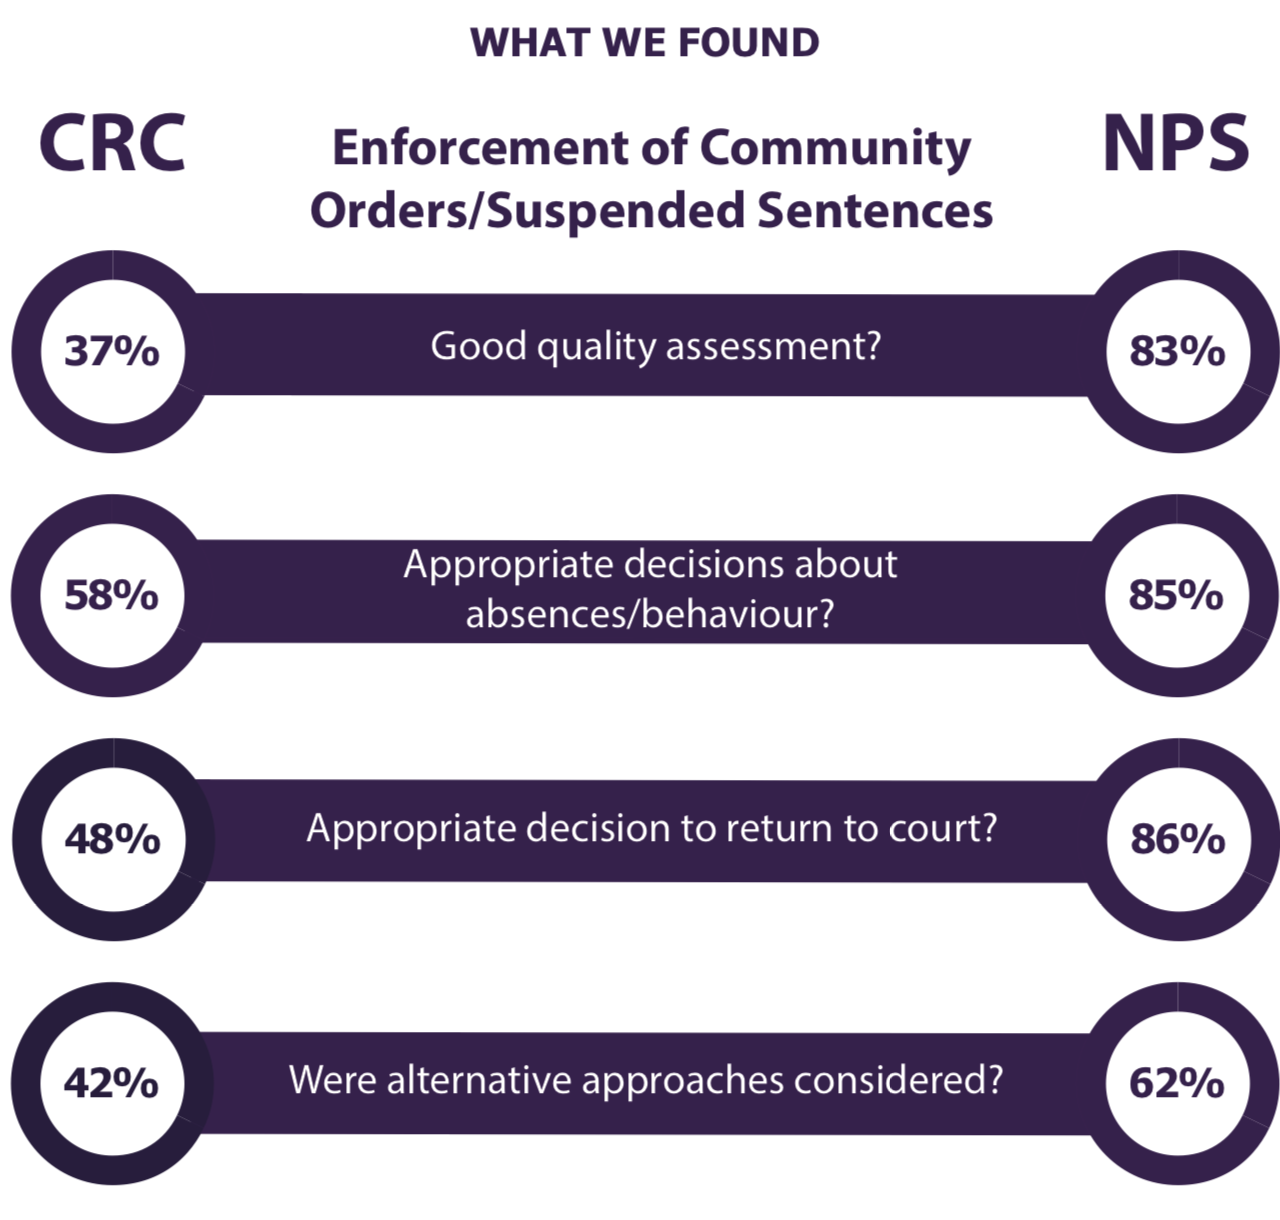 WHAT WE FOUND
CRC
Enforcement of Community
Orders/Suspended Sentences
NPS
37%
Good quality assessment?
83%
58%
Appropriate decisions about
absences/behaviour?
85%
48%
Appropriate decision to return to court?
86%
42%
Were alternative approaches considered?
62%